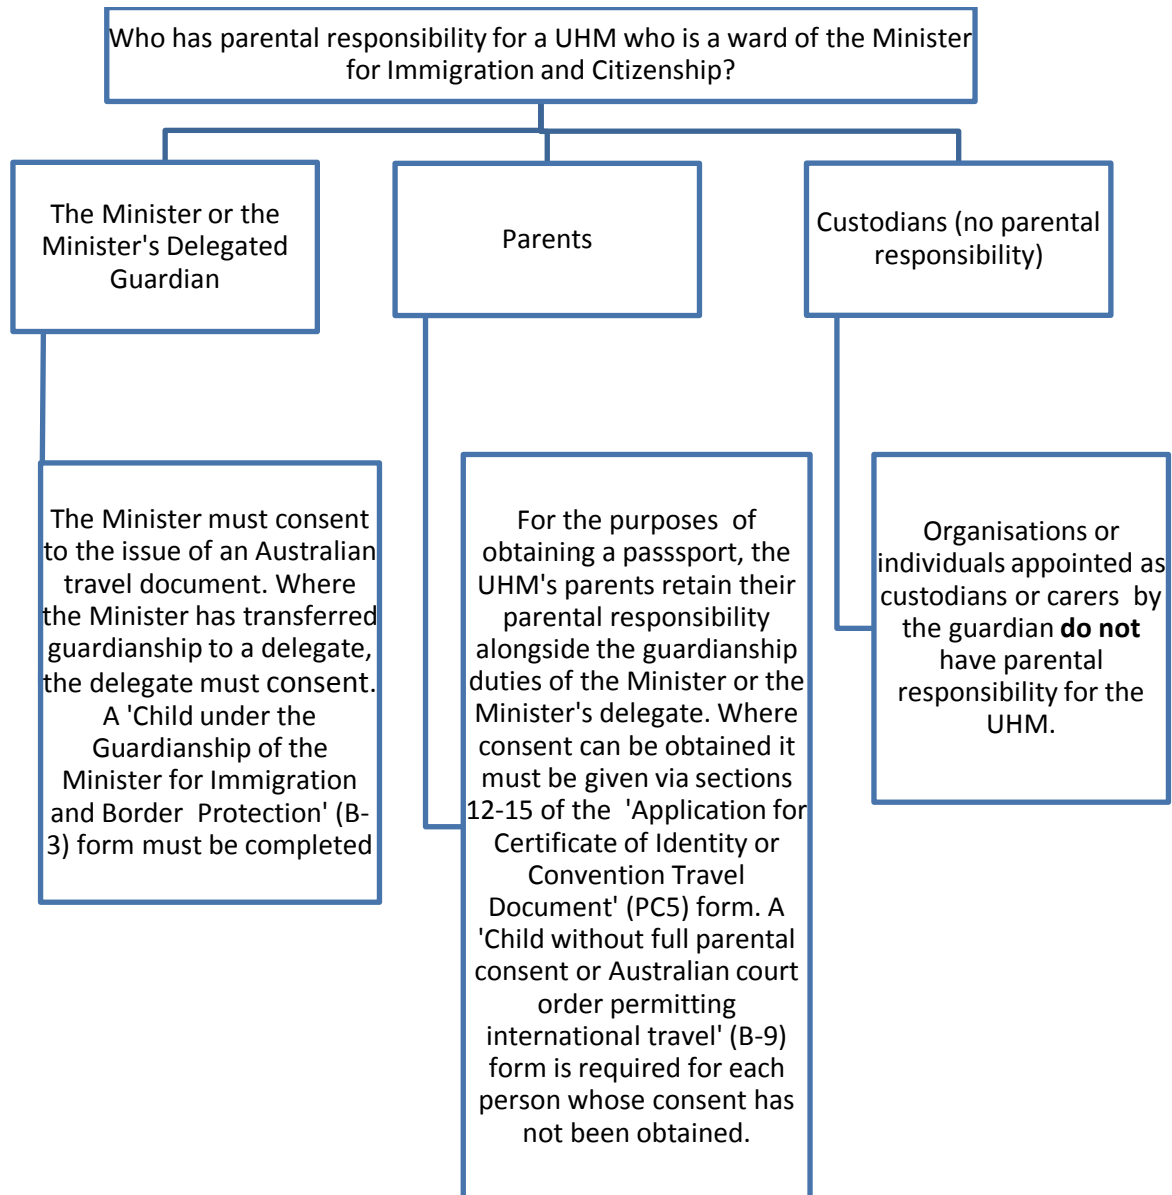 Who has parental responsibility for a UHM who is a ward of the Minister
for Immigration and Citizenship?
The Minister or the
Minister's Delegated
Guardian
Parents
Custodians (no parental
responsibility)
The Minister must consent
to the issue of an Australian
travel document. Where
the Minister has transferred
guardianship to a delegate,
the delegate must consent.
A 'Child under the
Guardianship of the
Minister for Immigration
and Border Protection' (B-
3) form must be completed
For the purposes of
obtaining a passsport, the
UHM's parents retain their
parental responsibility
alongside the guardianship
duties of the Minister or the
Minister's delegate. Where
consent can be obtained it
must be given via sections
12-15 of the 'Application for
Certificate of Identity or
Convention Travel
Document' (PC5) form. A
'Child without full parental
consent or Australian court
order permitting
international travel' (B-9)
form is required for each
person whose consent has
not been obtained.
Organisations or
individuals appointed as
custodians or carers by
the guardian do not
have parental
responsibility for the
UHM.